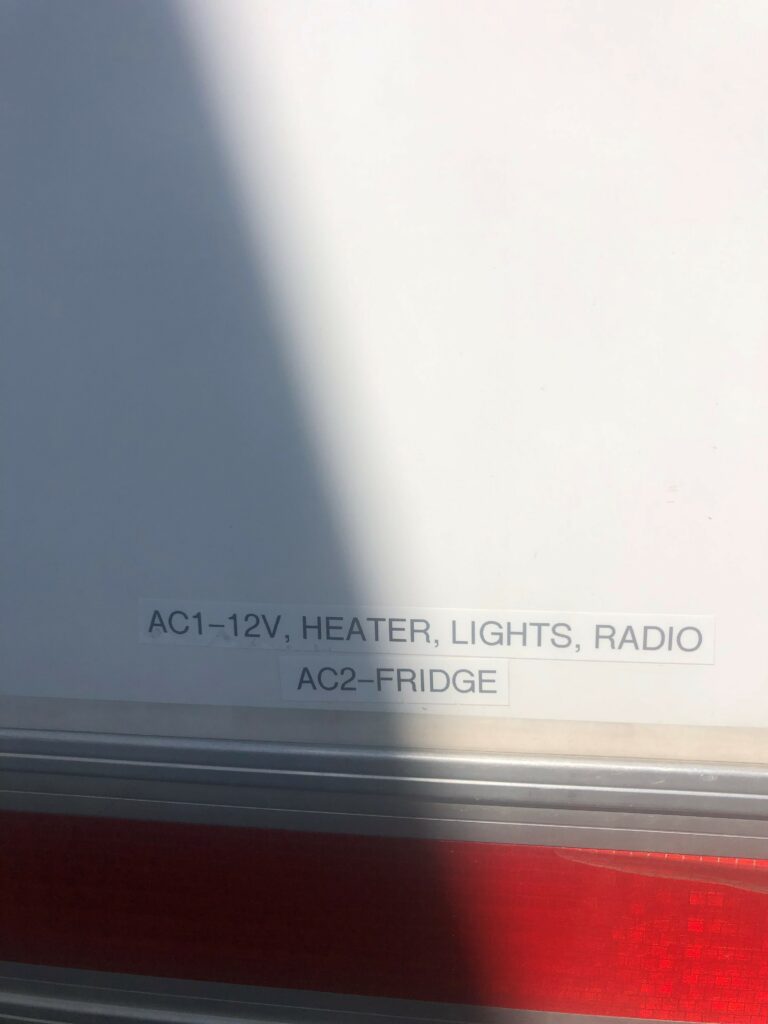 AC1-12V, HEATER, LIGHTS, RADIO
AC2-FRIDGE